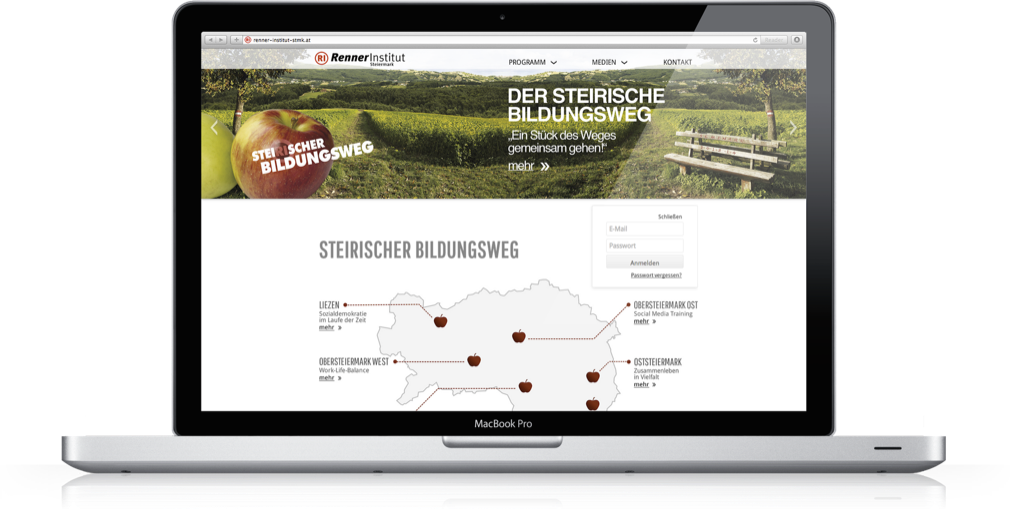 renner-institut-stmk.at
RI RennerInstitut
Steiermark
PROGRAMM
MEDIEN
KONTAKT
STEIRISCHER
BILDUNGSWEG
DER STEIRISCHE
BILDUNGSWEG
„Ein Stück des Weges
gemeinsam gehen!“
mehr »
Schließen
E-Mail
Passwort
Anmelden
Passwort vergessen?
STEIRISCHER BILDUNGSWEG
LIEZEN
Sozialdemokratie
im Laufe der Zeit
mehr »
OBERSTEIERMARK OST
Social Media Training
mehr »
OBERSTEIERMARK WEST
Work-Life-Balance
mehr »
OSTSTEIERMARK
Zusammenleben
in Vielfalt
mehr »
MacBook Pro